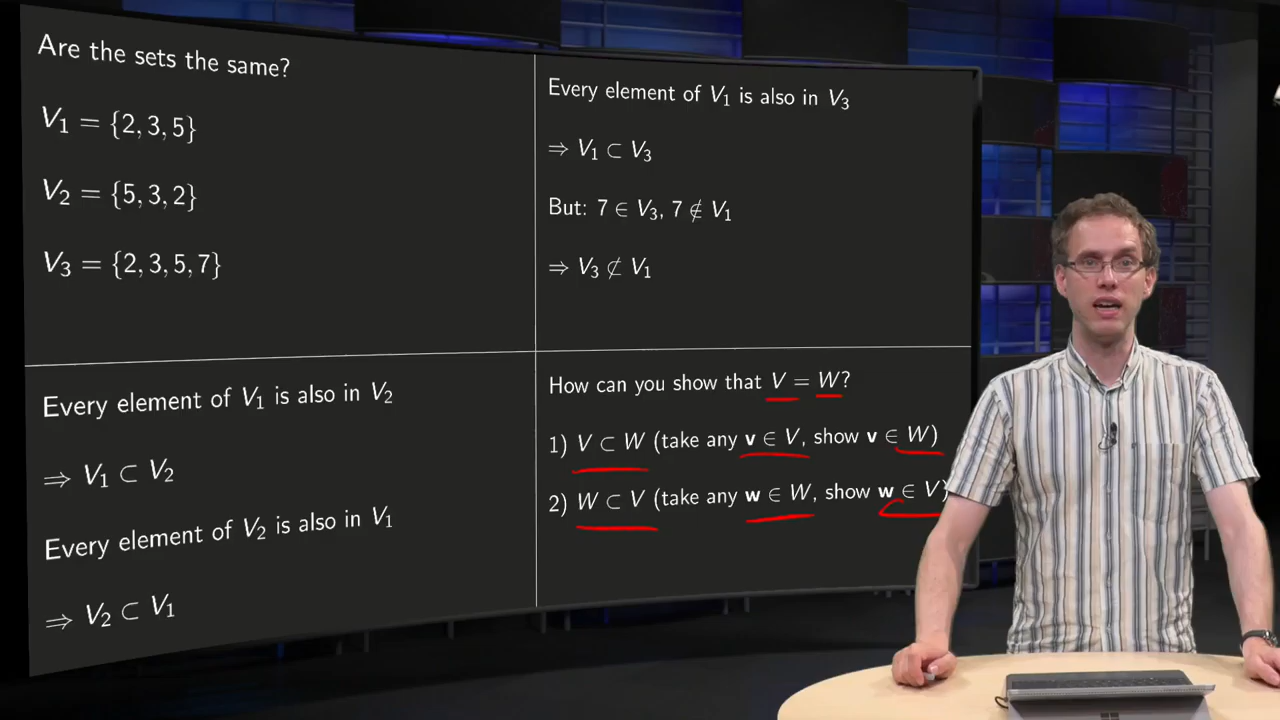 Are the sets the same?
V₁ = {2, 3, 5}
V₂ = {5, 3, 2}
V₃ = {2, 3, 5, 7}
Every element of V₁ is also in V₃
⇒ V₁ ⊂ V₃
But: 7 ∈ V₃, 7 ∉ V₁
⇒ V₃ ⊄ V₁
Every element of V₁ is also in V₂
⇒ V₁ ⊂ V₂
Every element of V₂ is also in V₁
⇒ V₂ ⊂ V₁
How can you show that V = W?
1) V ⊂ W (take any v ∈ V, show v ∈ W)
2) W ⊂ V (take any w ∈ W, show w ∈ V)